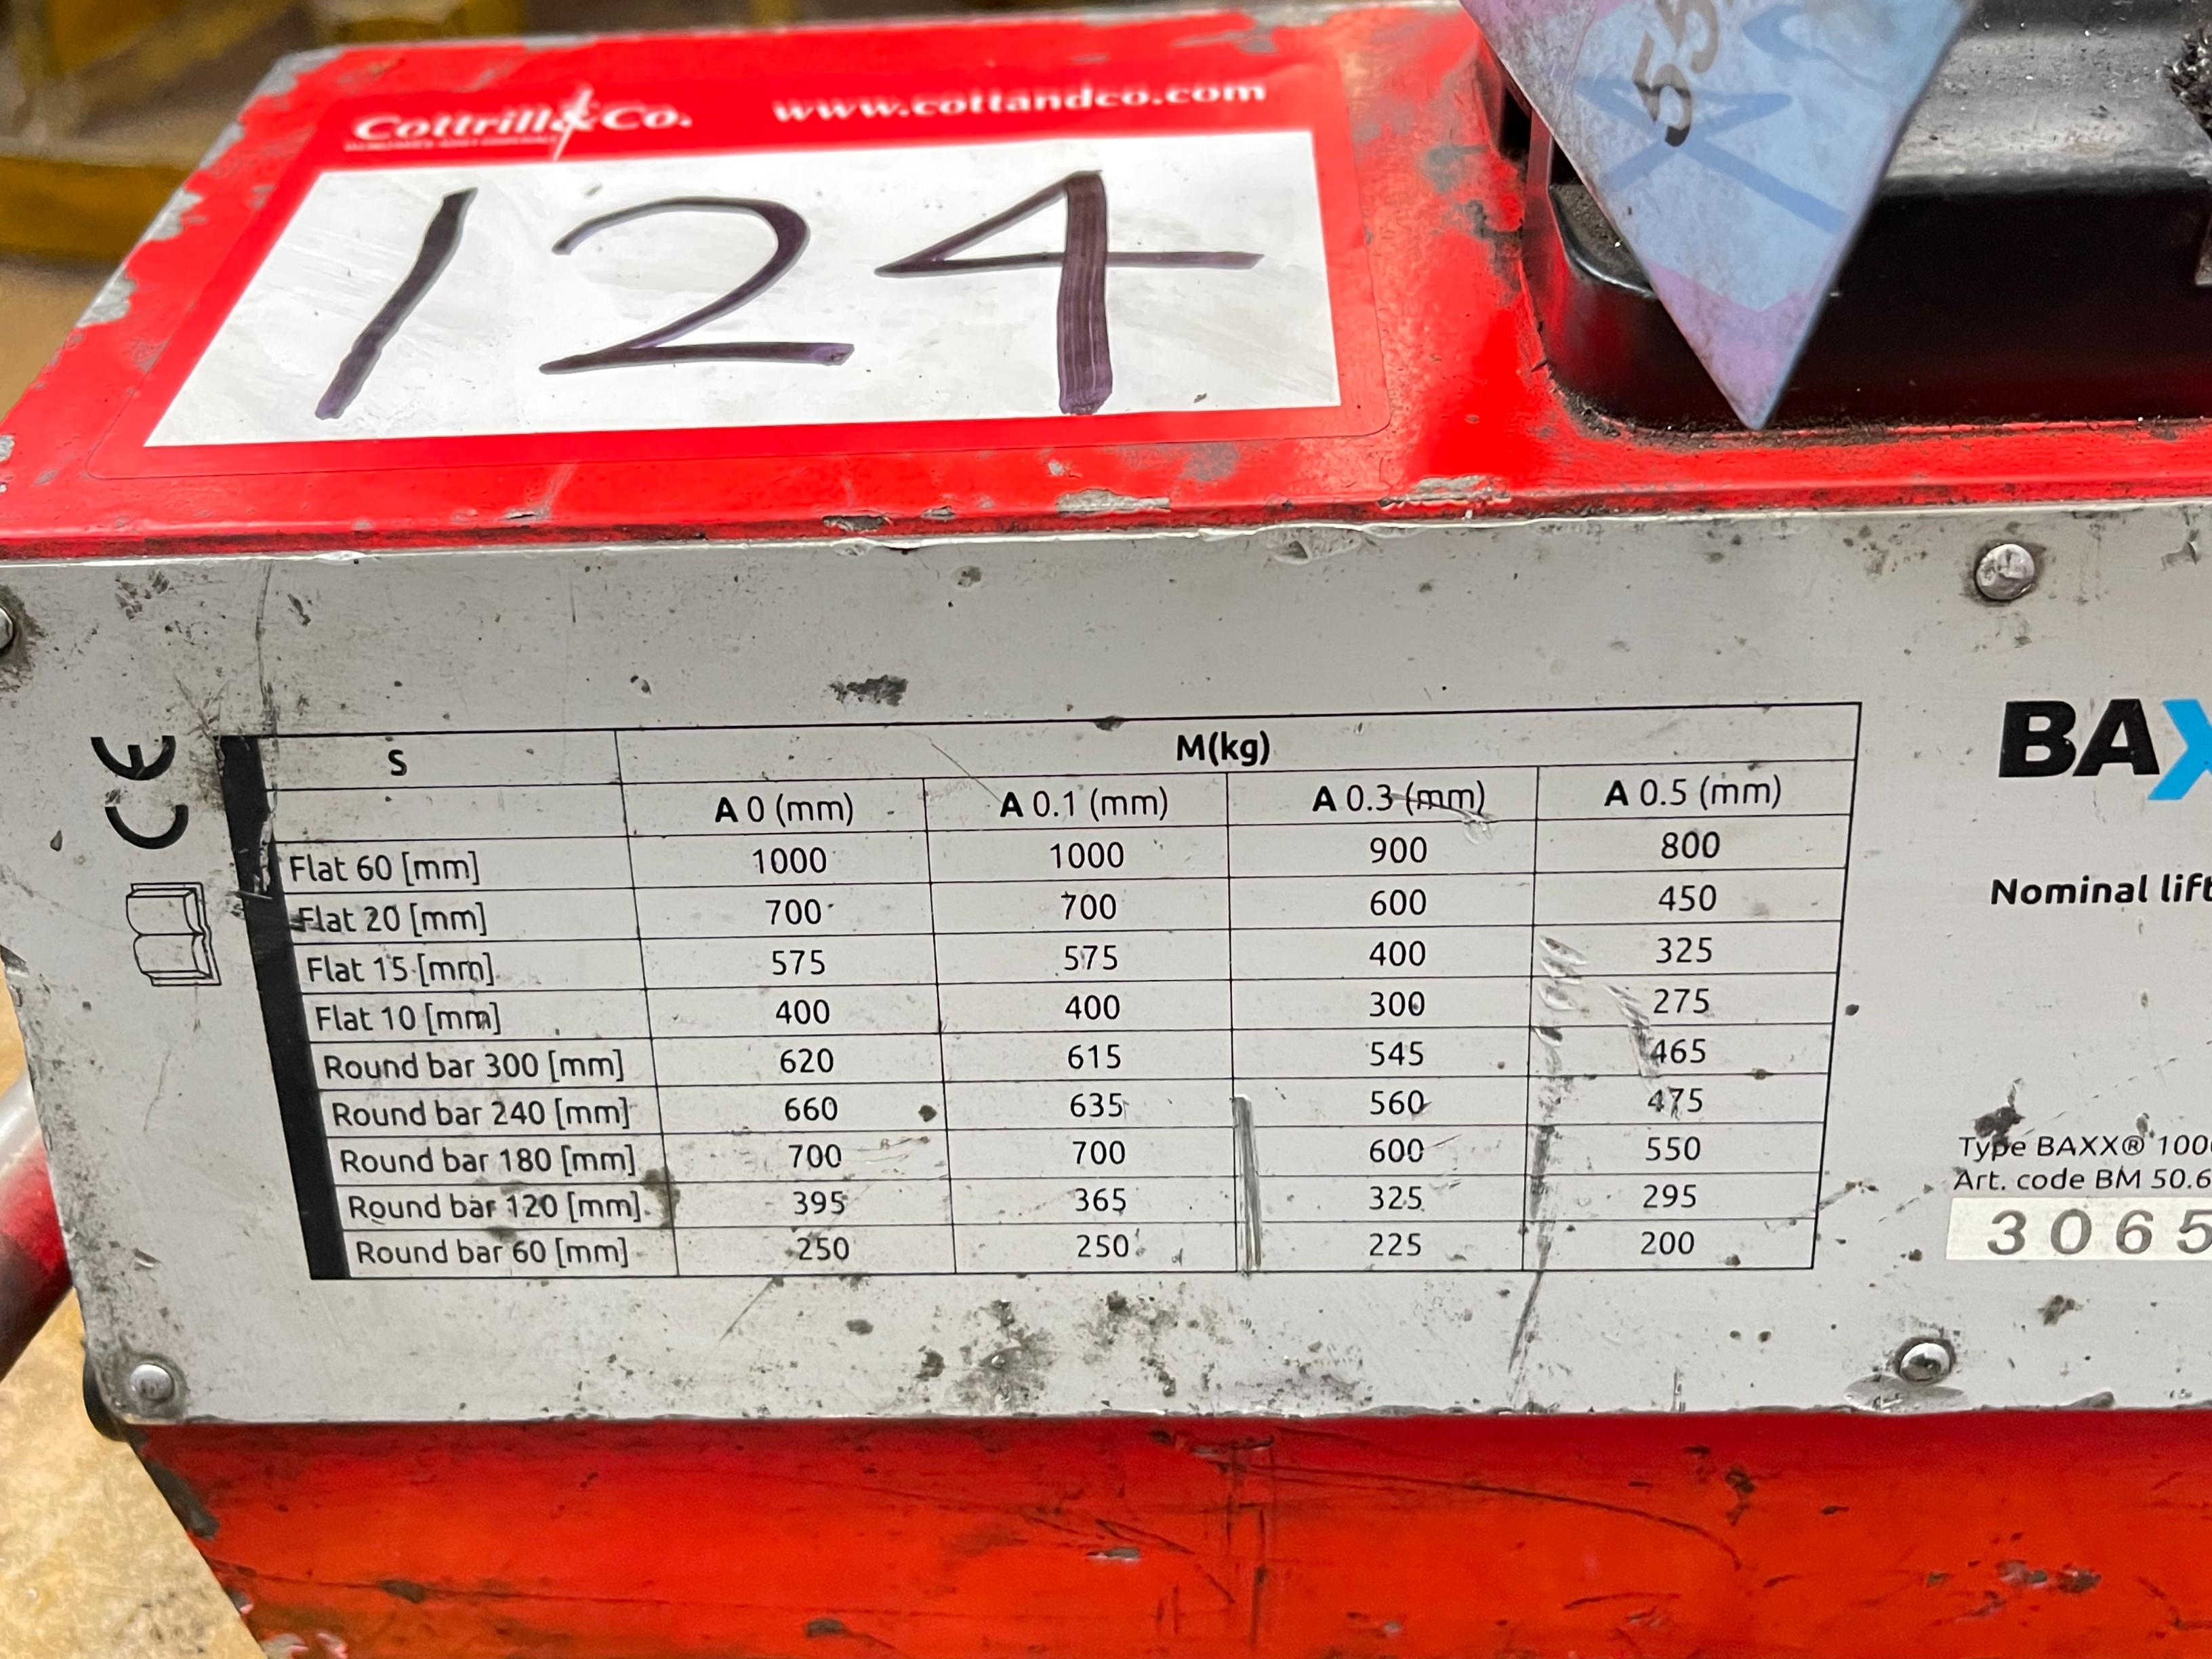 Cottrill&Co. www.cottandco.com
124
55
CE
S M(kg)
A 0 (mm) A 0.1 (mm) A 0.3 (mm) A 0.5 (mm)
Flat 60 [mm] 1000 1000 900 800
Flat 20 [mm] 700 700 600 450
Flat 15 [mm] 575 575 400 325
Flat 10 [mm] 400 400 300 275
Round bar 300 [mm] 620 615 545 465
Round bar 240 [mm] 660 635 560 475
Round bar 180 [mm] 700 700 600 550
Round bar 120 [mm] 395 365 325 295
Round bar 60 [mm] 250 250 225 200
BAX
Nominal lift
Type BAXX® 100
Art. code BM 50.6
3065